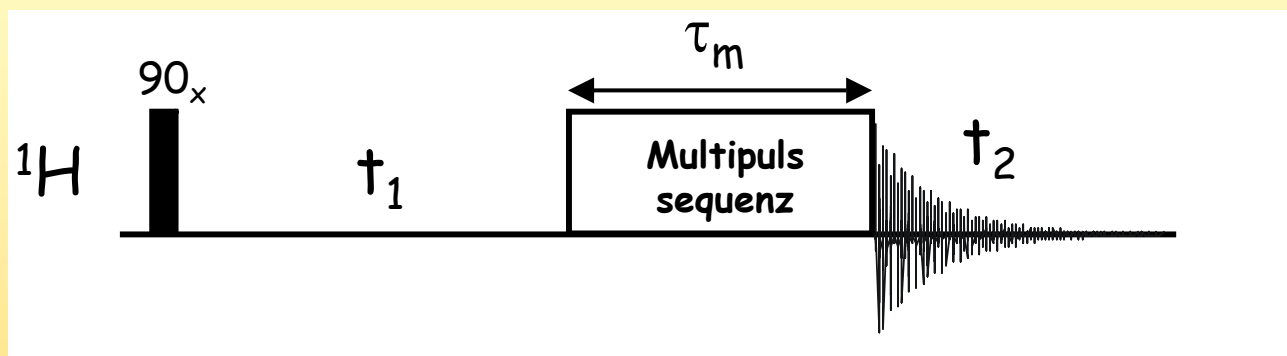 τm
90x
1H
t1
Multipuls
sequenz
t2